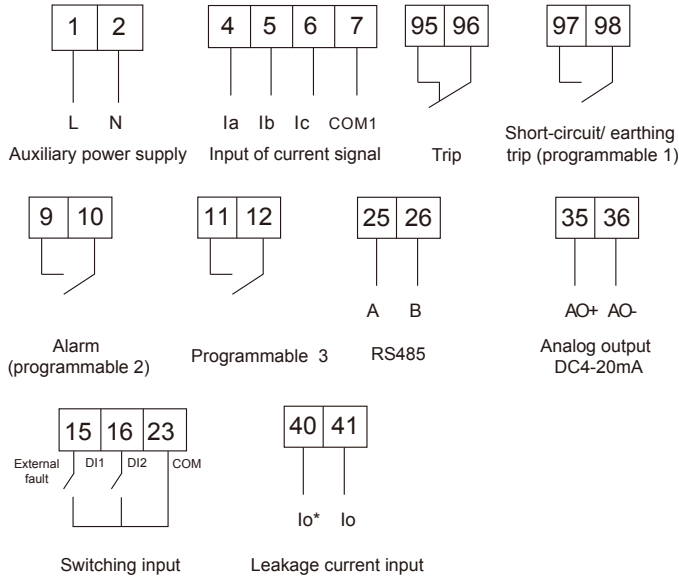 1 2
L N
Auxiliary power supply
4 5 6 7
Ia Ib Ic COM1
Input of current signal
95 96
Trip
97 98
Short-circuit/ earthing
trip (programmable 1)
9 10
Alarm
(programmable 2)
11 12
Programmable 3
25 26
A B
RS485
35 36
AO+ AO-
Analog output
DC4-20mA
15 16 23
External
fault
DI1 DI2 COM
Switching input
40 41
Io* Io
Leakage current input